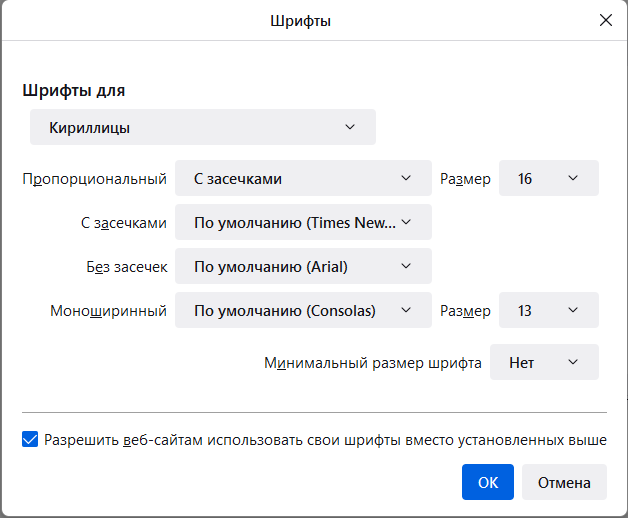 Шрифты
Шрифты для
Кириллицы
Пропорциональный С засечками Размер 16
С засечками По умолчанию (Times New...
Без засечек По умолчанию (Arial)
Моноширинный По умолчанию (Consolas) Размер 13
Минимальный размер шрифта Нет
Разрешить веб-сайтам использовать свои шрифты вместо установленных выше
ОК Отмена